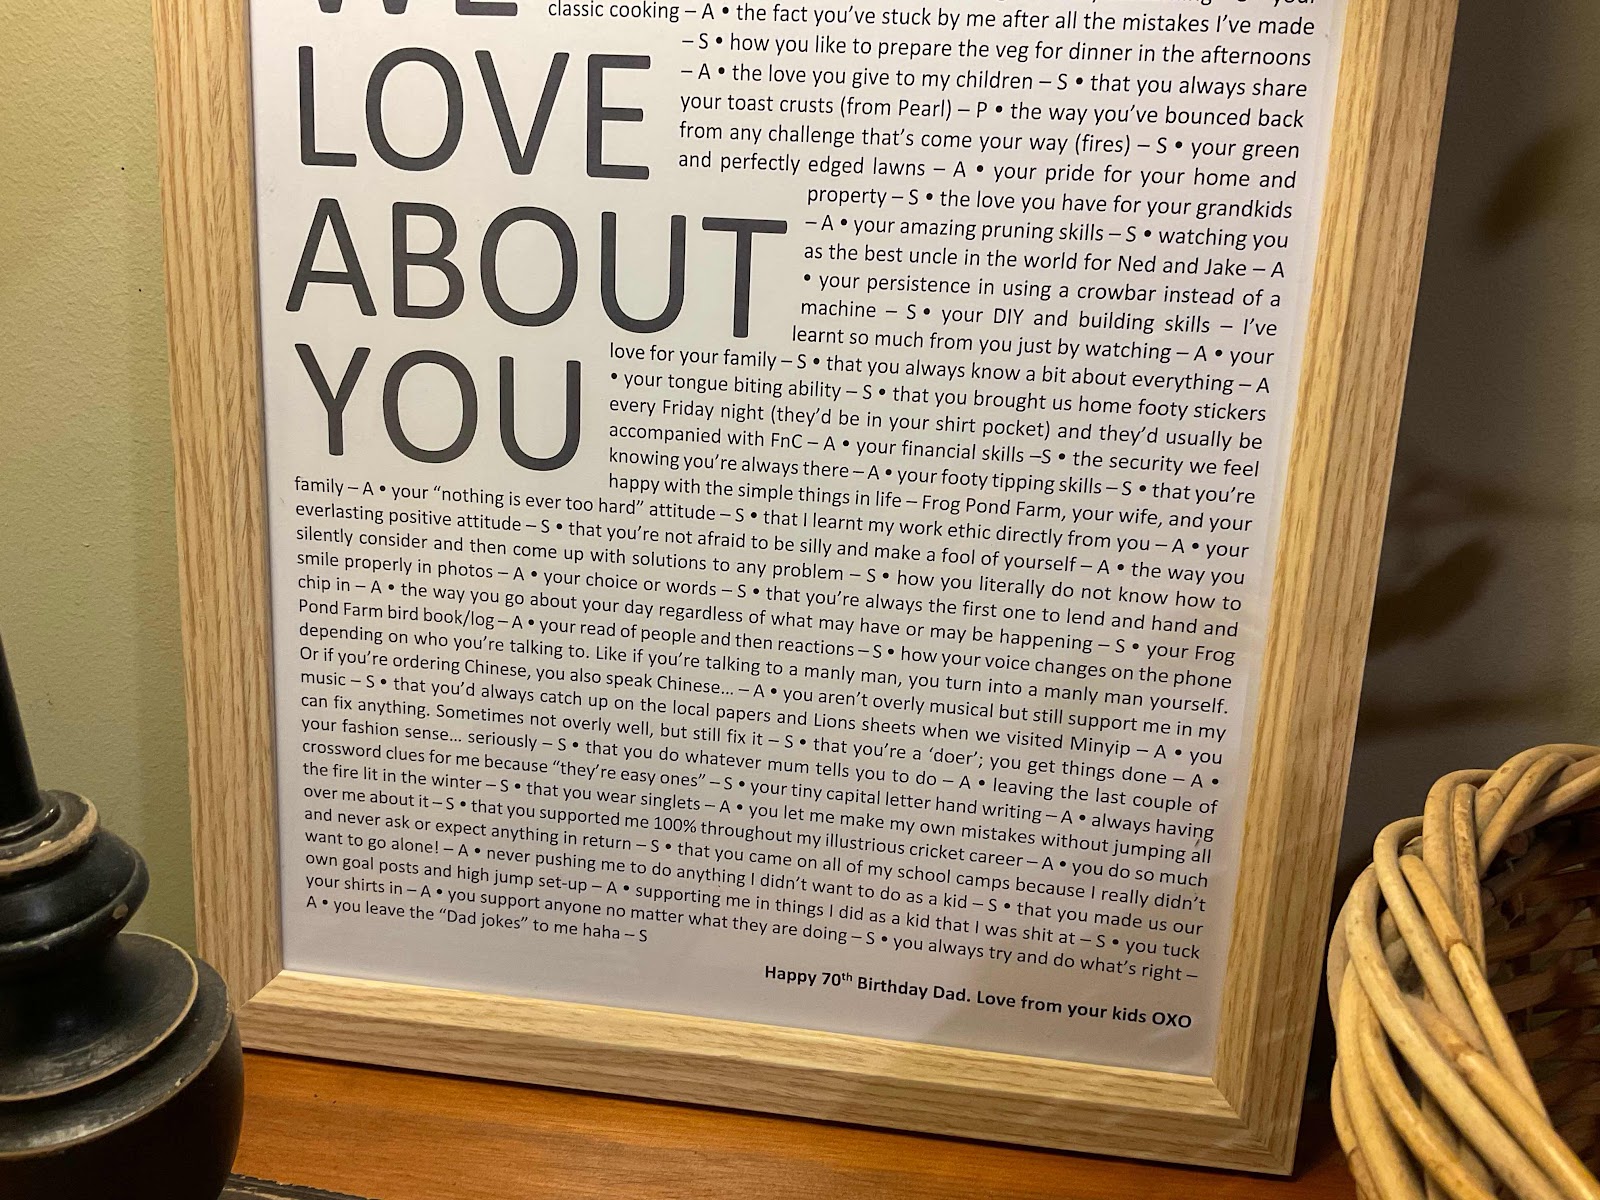 WE
LOVE
ABOUT
YOU
classic cooking – A • the fact you’ve stuck by me after all the mistakes I’ve made
– S • how you like to prepare the veg for dinner in the afternoons
– A • the love you give to my children – S • that you always share
your toast crusts (from Pearl) – P • the way you’ve bounced back
from any challenge that’s come your way (fires) – S • your green
and perfectly edged lawns – A • your pride for your home and
property – S • the love you have for your grandkids
– A • your amazing pruning skills – S • watching you
as the best uncle in the world for Ned and Jake – A
• your persistence in using a crowbar instead of a
machine – S • your DIY and building skills – I’ve
learnt so much from you just by watching – A • your
love for your family – S • that you always know a bit about everything – A
• your tongue biting ability – S • that you brought us home footy stickers
every Friday night (they’d be in your shirt pocket) and they’d usually be
accompanied with FnC – A • your financial skills –S • the security we feel
knowing you’re always there – A • your footy tipping skills – S • that you’re
happy with the simple things in life – Frog Pond Farm, your wife, and your
family – A • your “nothing is ever too hard” attitude – S • that I learnt my work ethic directly from you – A • your
everlasting positive attitude – S • that you’re not afraid to be silly and make a fool of yourself – A • the way you
silently consider and then come up with solutions to any problem – S • how you literally do not know how to
smile properly in photos – A • your choice or words – S • that you’re always the first one to lend and hand and
chip in – A • the way you go about your day regardless of what may have or may be happening – S • your Frog
Pond Farm bird book/log – A • your read of people and then reactions – S • how your voice changes on the phone
depending on who you’re talking to. Like if you’re talking to a manly man, you turn into a manly man yourself.
Or if you’re ordering Chinese, you also speak Chinese… – A • you aren’t overly musical but still support me in my
music – S • that you’d always catch up on the local papers and Lions sheets when we visited Minyip – A • you
can fix anything. Sometimes not overly well, but still fix it – S • that you’re a ‘doer’; you get things done – A •
your fashion sense… seriously – S • that you do whatever mum tells you to do – A • leaving the last couple of
crossword clues for me because “they’re easy ones” – S • your tiny capital letter hand writing – A • always having
the fire lit in the winter – S • that you wear singlets – A • you let me make my own mistakes without jumping all
over me about it – S • that you supported me 100% throughout my illustrious cricket career – A • you do so much
and never ask or expect anything in return – S • that you came on all of my school camps because I really didn’t
want to go alone! – A • never pushing me to do anything I didn’t want to do as a kid – S • that you made us our
own goal posts and high jump set-up – A • supporting me in things I did as a kid that I was shit at – S • you tuck
your shirts in – A • you support anyone no matter what they are doing – S • you always try and do what’s right –
A • you leave the “Dad jokes” to me haha – S
Happy 70th Birthday Dad. Love from your kids OXO